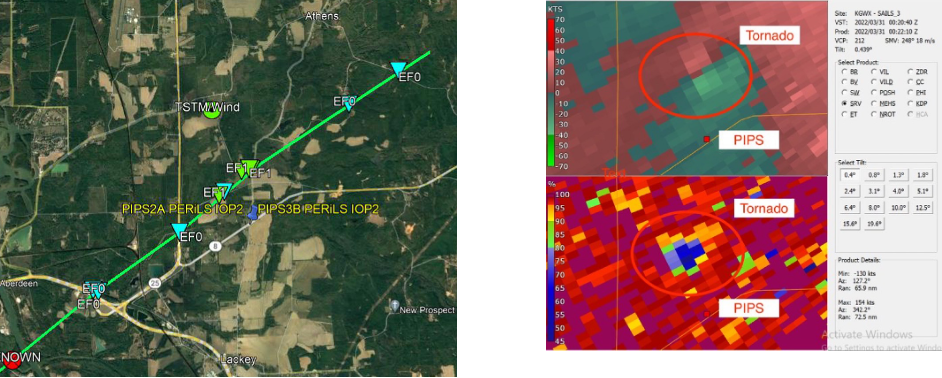 Athens
EF0
EF0
TSTM/Wind
EF1
EF1
EF1
PIPS2A PERiLS IOP2
PIPS3B PERiLS IOP2
EF0
8
25
Aberdeen
EF0
EF0
New Prospect
NOWN
Lackey
KTS
70
60
50
40
30
20
10
0
-10
-20
-30
-40
-50
-60
-70
Tornado
PIPS
%
100
95
90
85
80
75
70
65
60
55
50
45
Tornado
PIPS
Site: KGWX - SAILS_3
VST: 2022/03/31 00:20:40 Z
Prod: 2022/03/31 00:22:10 Z
VCP: 212 SMV: 248° 18 m/s
Tilt: 0.439°
Select Product:
BR VIL ZDR
BV VILD CC
SW POSH PHI
SRV MEHS KDP
ET NROT HCA
Select Tilt:
0.4° 0.8° 1.3° 1.8°
2.4° 3.1° 4.0° 5.1°
6.4° 8.0° 10.0° 12.5°
15.6° 19.6°
Product Details:
Min: -130 kts
Az: 127.2°
Ran: 65.9 nm
Max: 154 kts
Az: 342.2°
Ran: 72.5 nm
Activate Windows
Go to Settings to activate Windo